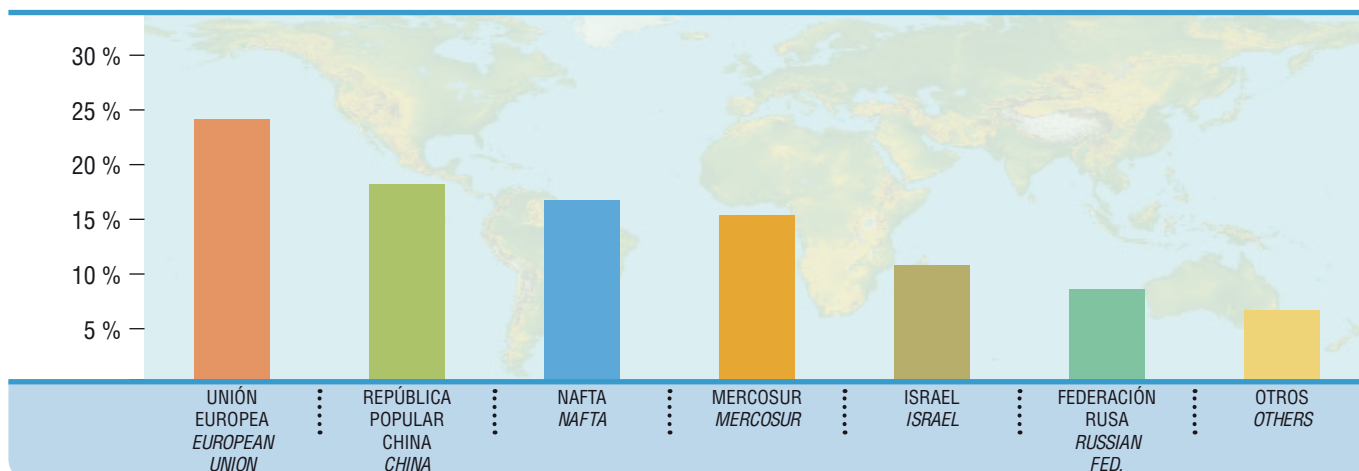 30 %
25 %
20 %
15 %
10 %
5 %
UNIÓN
EUROPEA
EUROPEAN
UNION
REPÚBLICA
POPULAR
CHINA
CHINA
NAFTA
NAFTA
MERCOSUR
MERCOSUR
ISRAEL
ISRAEL
FEDERACIÓN
RUSA
RUSSIAN
FED.
OTROS
OTHERS